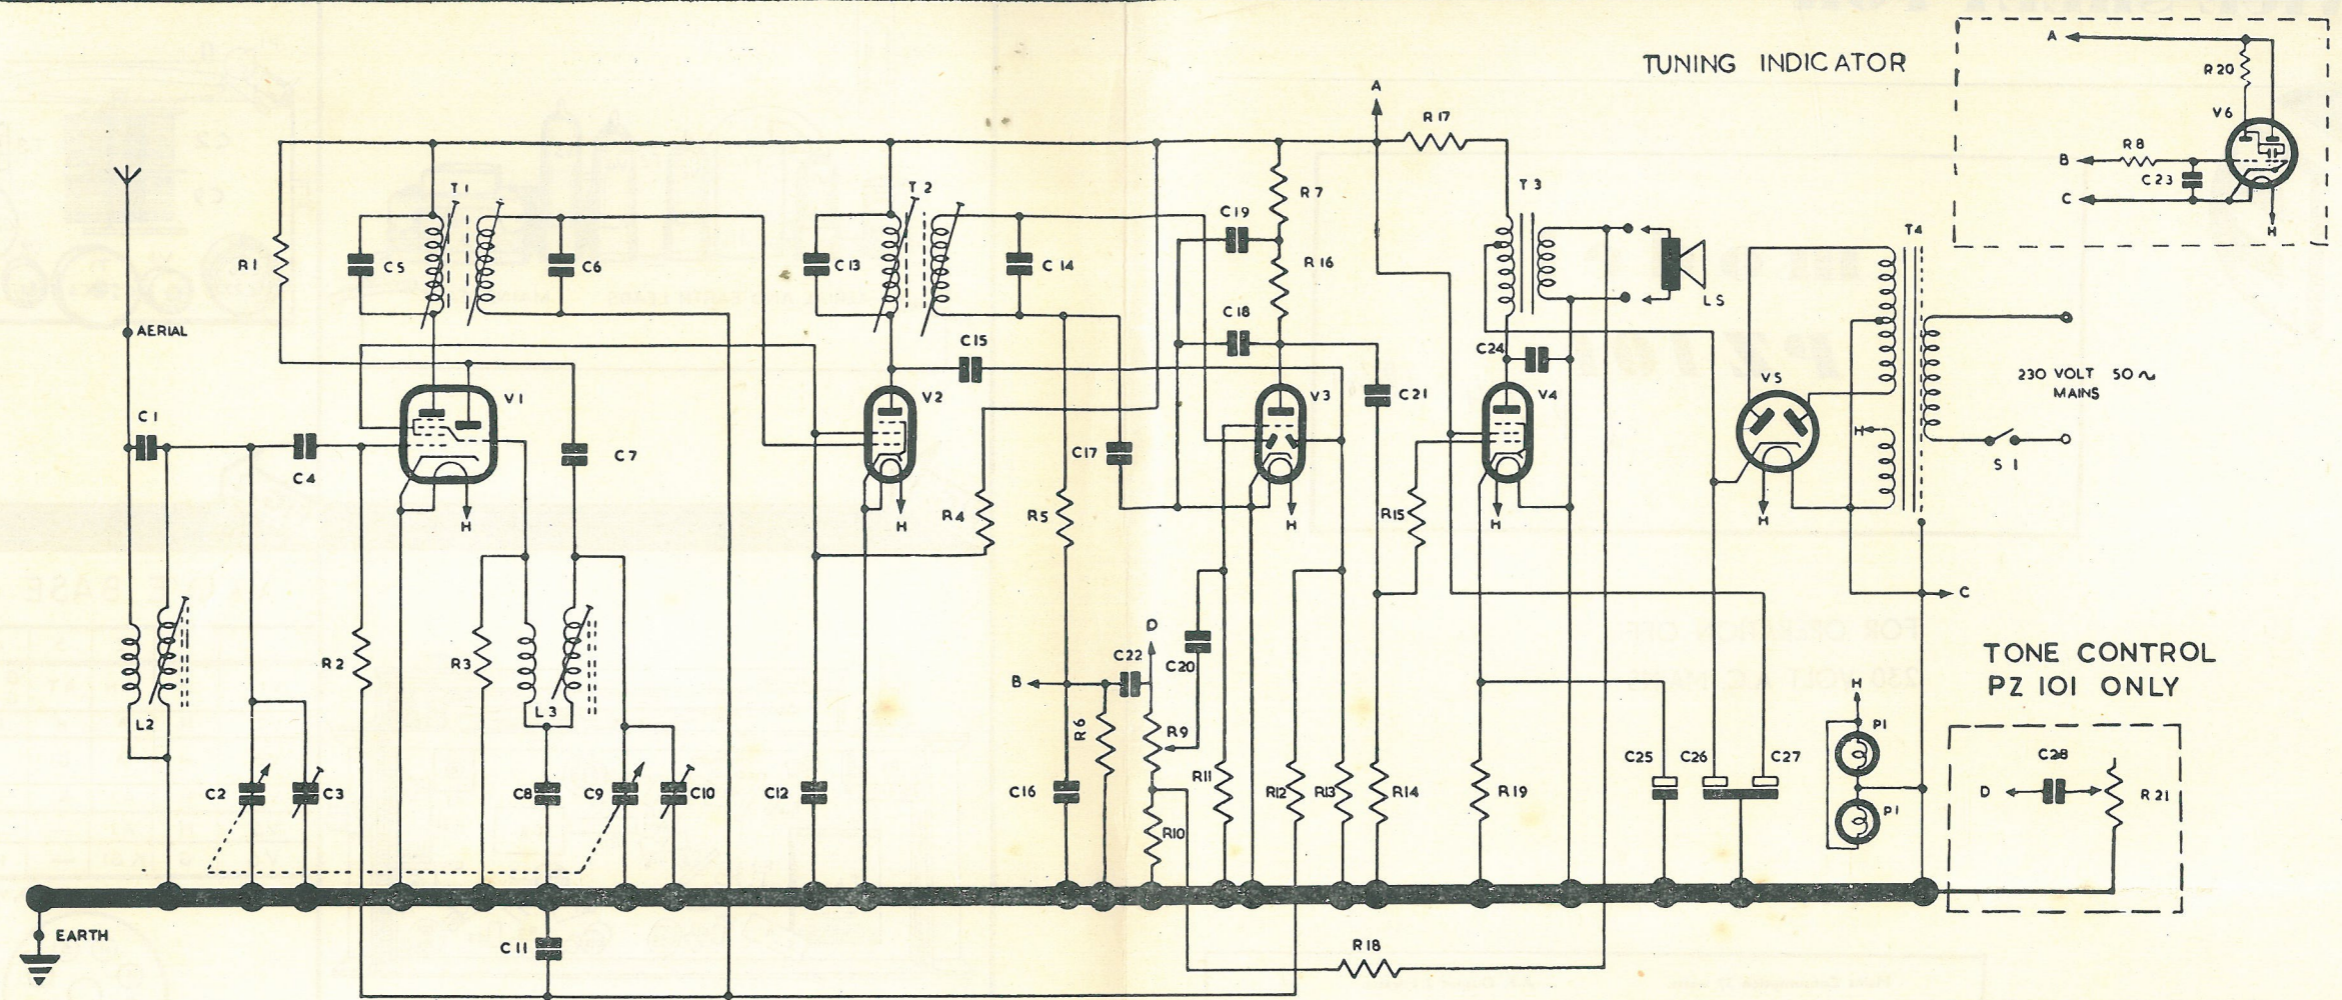 TUNING INDICATOR
A
R20
V6
R8
B
C23
C
H
A
R17
T1
T2
T3
T4
R7
C19
R1
C5
C6
C13
C14
R16
LS
C18
C15
C24
AERIAL
V1
V2
V3
C21
V4
V5
230 VOLT 50~
MAINS
C1
C4
C7
C17
H
S1
H
R4
R5
H
H
R15
H
H
C
R2
R3
L3
L2
D
C22
C20
B
R6
R9
TONE CONTROL
PZ 101 ONLY
H
P1
C2
C3
C8
C9
C10
C12
C16
R11
R12
R13
R14
R19
C25
C26
C27
P1
R10
C28
D
R21
EARTH
C11
R18